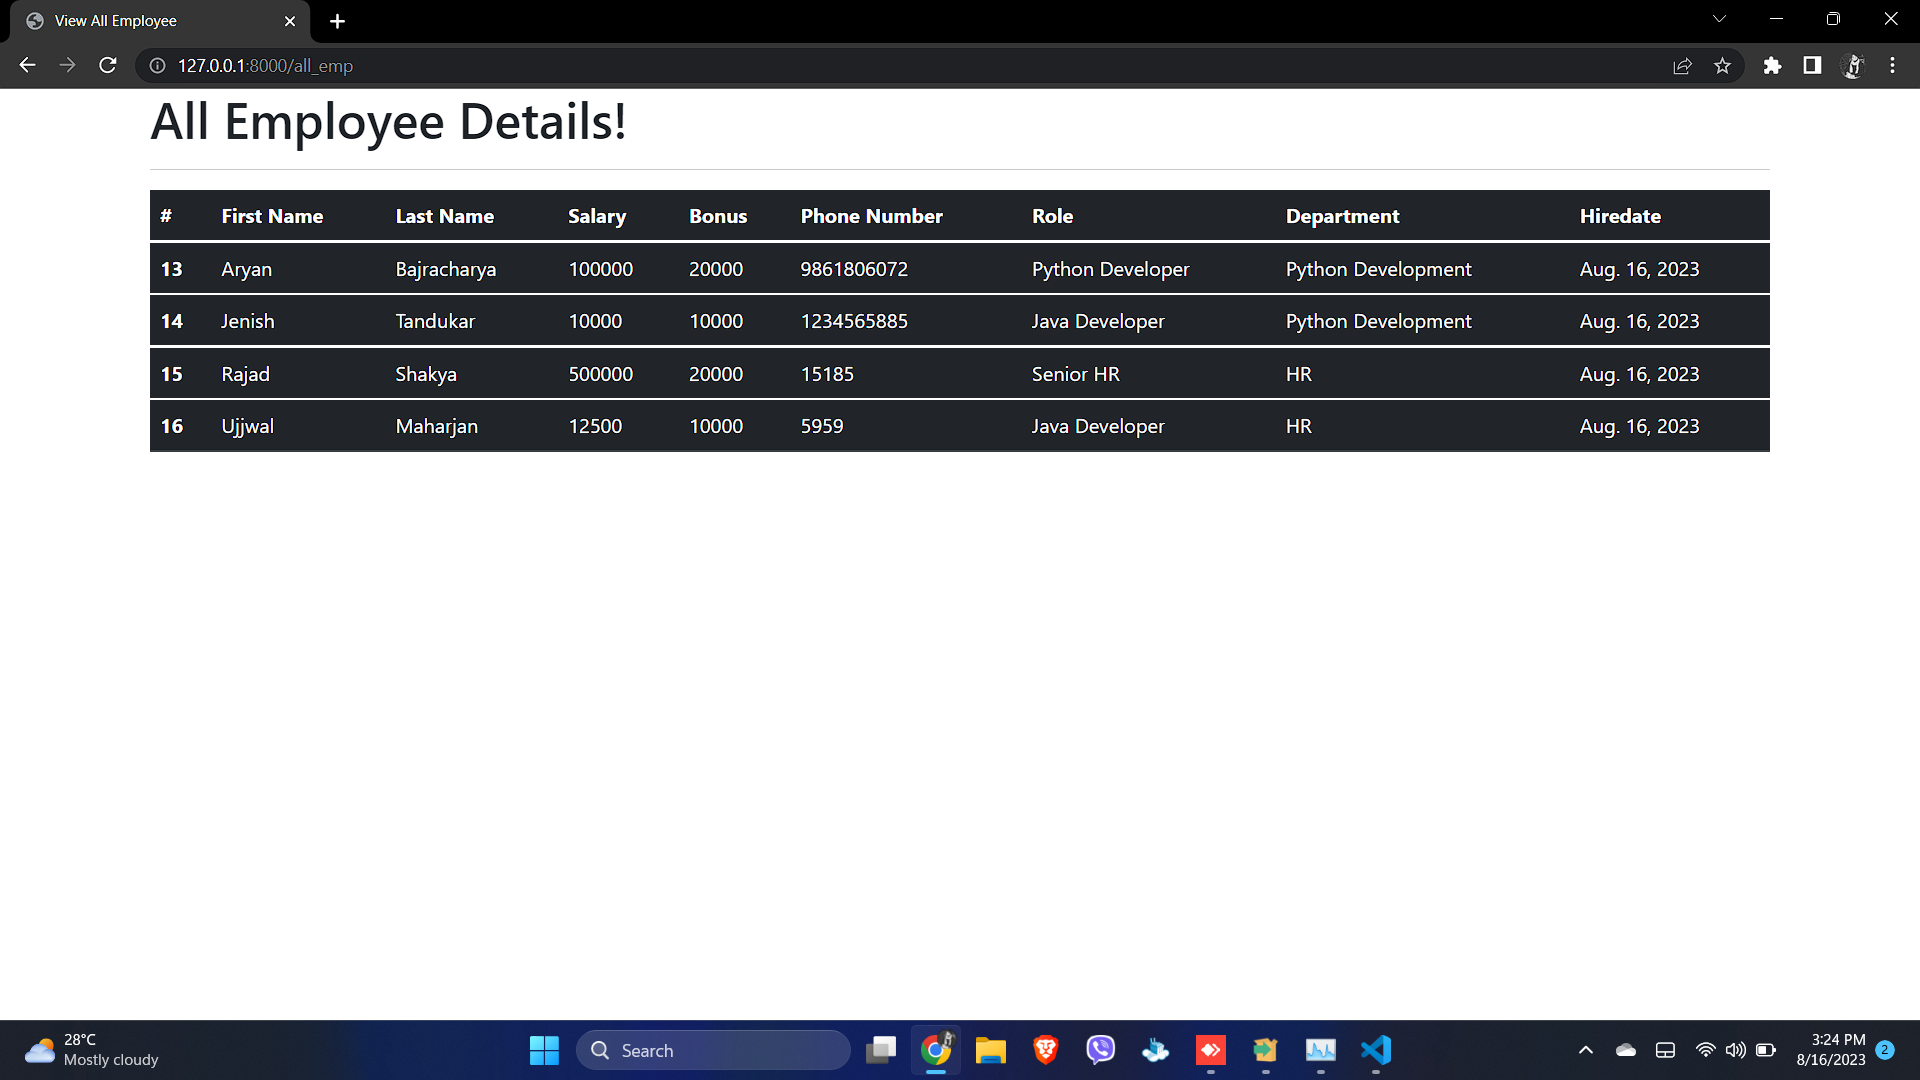 View All Employee
127.0.0.1:8000/all_emp
All Employee Details!
# First Name Last Name Salary Bonus Phone Number Role Department Hiredate
13 Aryan Bajracharya 100000 20000 9861806072 Python Developer Python Development Aug. 16, 2023
14 Jenish Tandukar 10000 10000 1234565885 Java Developer Python Development Aug. 16, 2023
15 Rajad Shakya 500000 20000 15185 Senior HR HR Aug. 16, 2023
16 Ujjwal Maharjan 12500 10000 5959 Java Developer HR Aug. 16, 2023
28°C
Mostly cloudy
Search
3:24 PM
8/16/2023
2